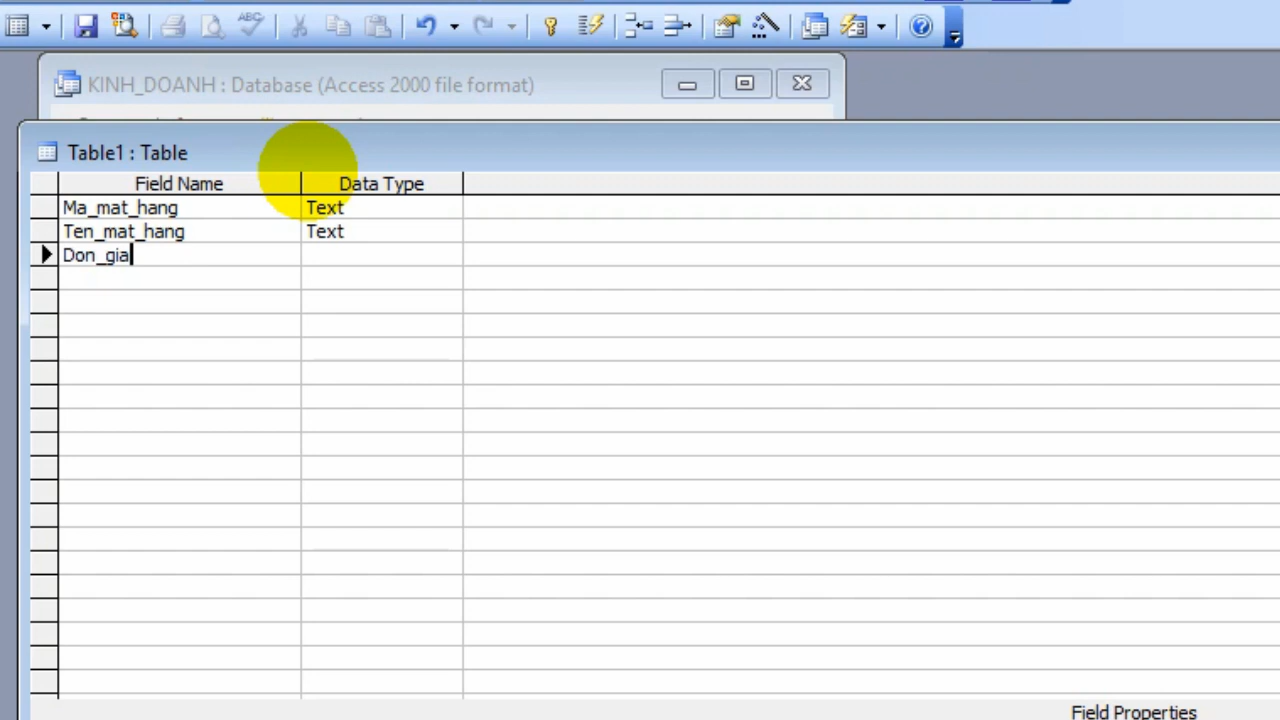 ABC
KINH_DOANH : Database (Access 2000 file format)
Table1 : Table
Field Name Data Type
Ma_mat_hang Text
Ten_mat_hang Text
Don_gia
Field Properties